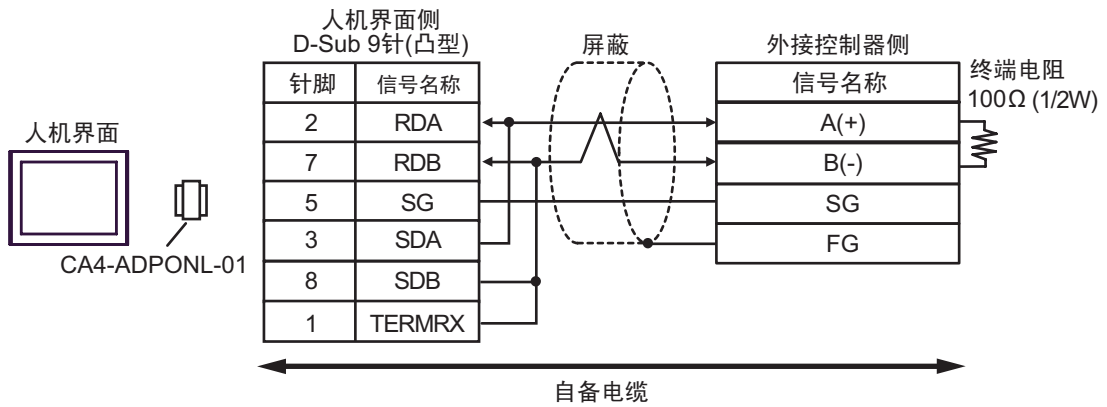 人机界面侧
D-Sub 9针(凸型)
屏蔽
外接控制器侧
针脚 信号名称
信号名称
终端电阻
100Ω (1/2W)
2 RDA
A(+)
人机界面
7 RDB
B(-)
5 SG
SG
3 SDA
FG
CA4-ADPONL-01
8 SDB
1 TERMRX
自备电缆